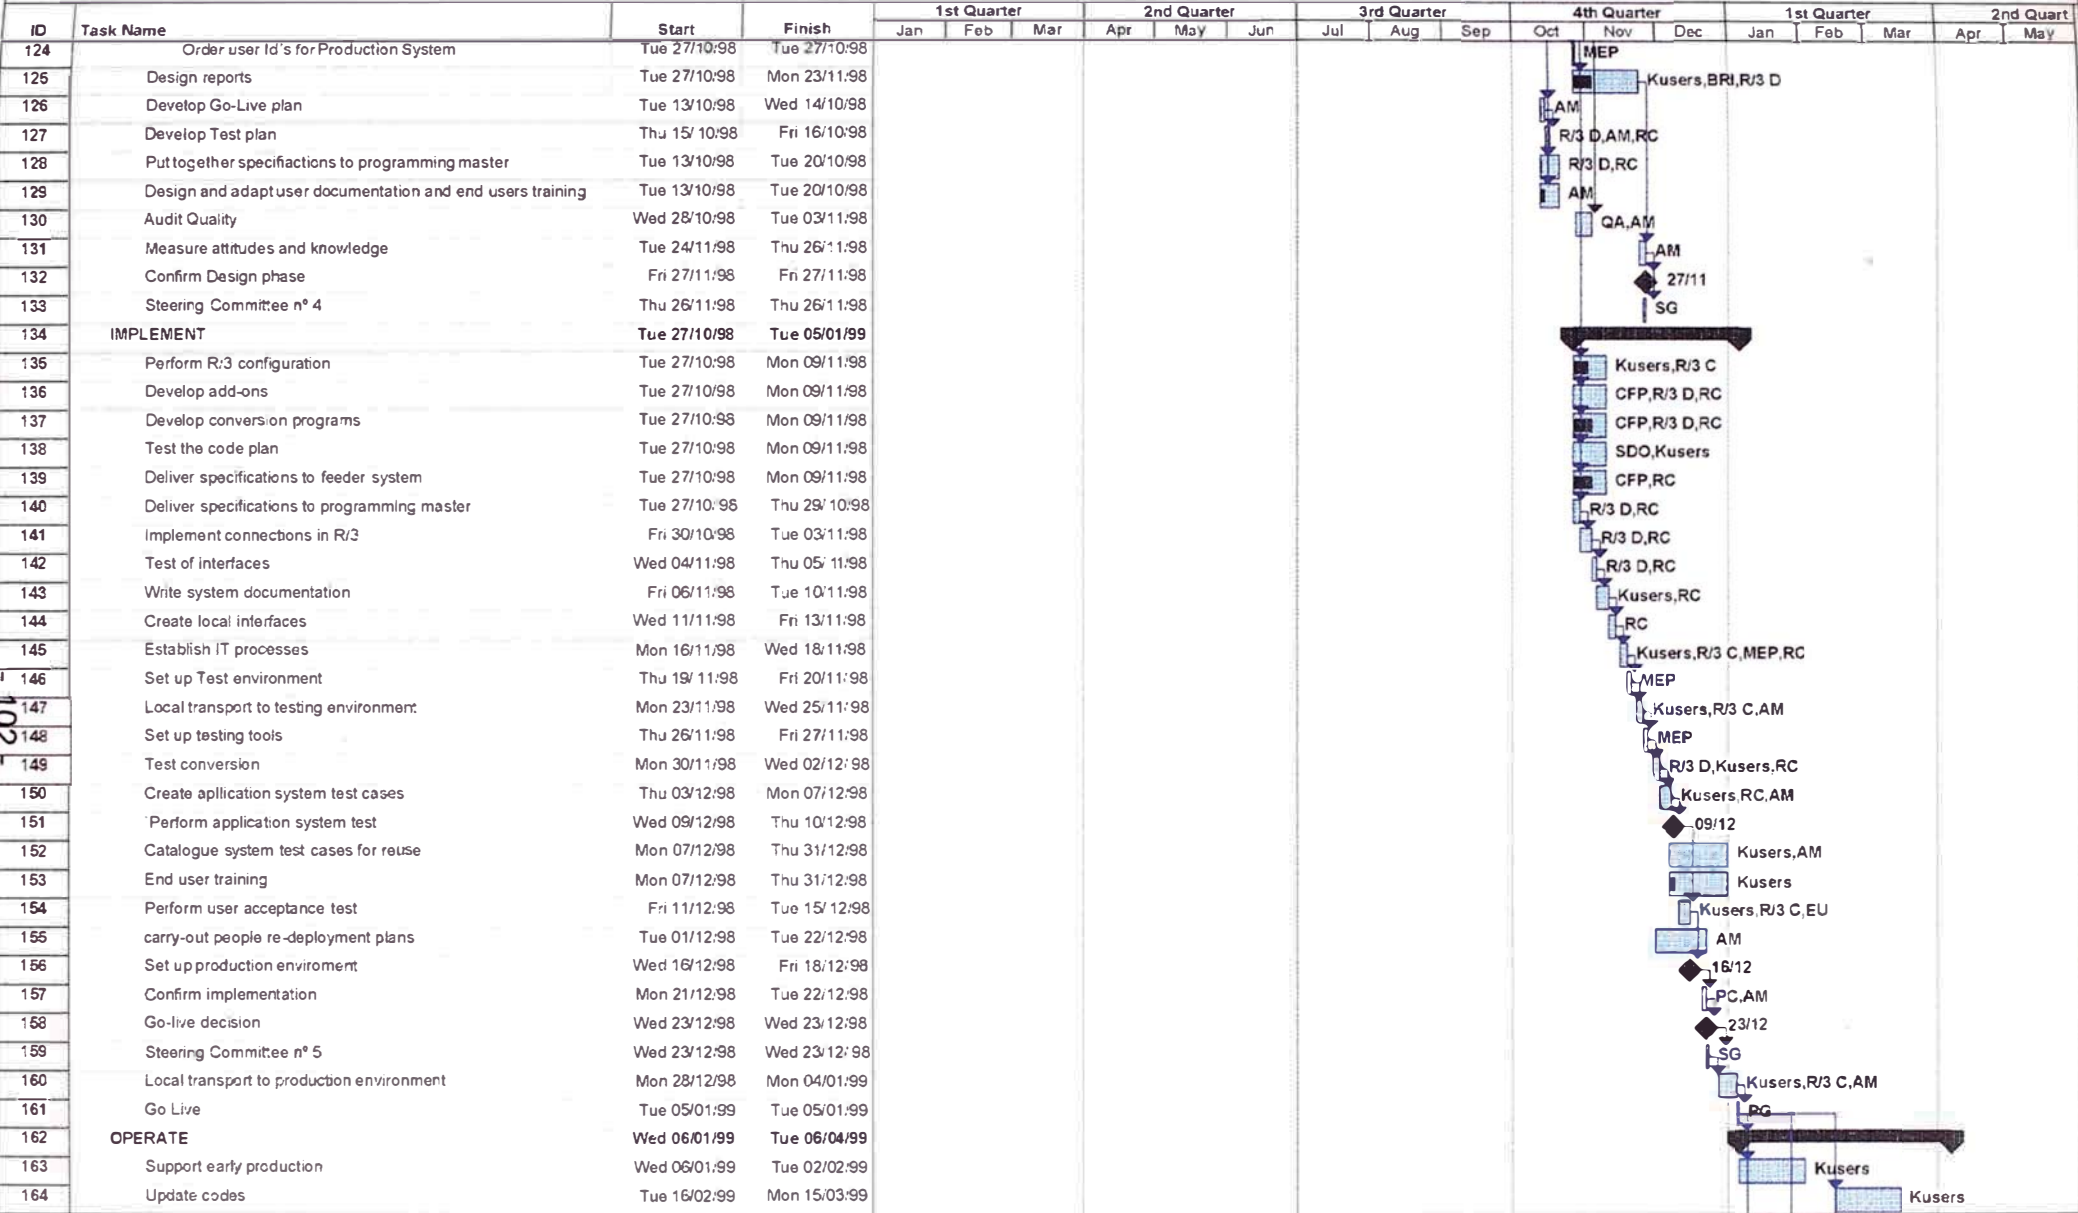 1st Quarter 2nd Quarter 3rd Quarter 4th Quarter 1st Quarter 2nd Quart
ID Task Name Start Finish Jan Feb Mar Apr May Jun Jul Aug Sep Oct Nov Dec Jan Feb Mar Apr May
124 Order user Id's for Production System Tue 27/10/98 Tue 27/10/98 MEP
125 Design reports Tue 27/10/98 Mon 23/11/98 Kusers,BRI,R/3 D
126 Develop Go-Live plan Tue 13/10/98 Wed 14/10/98 AM
127 Develop Test plan Thu 15/10/98 Fri 16/10/98 R/3 D,AM,RC
128 Put together specifiactions to programming master Tue 13/10/98 Tue 20/10/98 R/3 D,RC
129 Design and adapt user documentation and end users training Tue 13/10/98 Tue 20/10/98 AM
130 Audit Quality Wed 28/10/98 Tue 03/11/98 QA,AM
131 Measure attitudes and knowledge Tue 24/11/98 Thu 26/11/98 AM
132 Confirm Design phase Fri 27/11/98 Fri 27/11/98 27/11
133 Steering Committee nº 4 Thu 26/11/98 Thu 26/11/98 SG
134 IMPLEMENT Tue 27/10/98 Tue 05/01/99
135 Perform R/3 configuration Tue 27/10/98 Mon 09/11/98 Kusers,R/3 C
136 Develop add-ons Tue 27/10/98 Mon 09/11/98 CFP,R/3 D,RC
137 Develop conversion programs Tue 27/10/98 Mon 09/11/98 CFP,R/3 D,RC
138 Test the code plan Tue 27/10/98 Mon 09/11/98 SDO,Kusers
139 Deliver specifications to feeder system Tue 27/10/98 Mon 09/11/98 CFP,RC
140 Deliver specifications to programming master Tue 27/10/98 Thu 29/10/98 R/3 D,RC
141 Implement connections in R/3 Fri 30/10/98 Tue 03/11/98 R/3 D,RC
142 Test of interfaces Wed 04/11/98 Thu 05/11/98 R/3 D,RC
143 Write system documentation Fri 06/11/98 Tue 10/11/98 Kusers,RC
144 Create local interfaces Wed 11/11/98 Fri 13/11/98 RC
145 Establish IT processes Mon 16/11/98 Wed 18/11/98 Kusers,R/3 C,MEP,RC
146 Set up Test environment Thu 19/11/98 Fri 20/11/98 MEP
147 Local transport to testing environment Mon 23/11/98 Wed 25/11/98 Kusers,R/3 C,AM
102
148 Set up testing tools Thu 26/11/98 Fri 27/11/98 MEP
149 Test conversion Mon 30/11/98 Wed 02/12/98 R/3 D,Kusers,RC
150 Create apllication system test cases Thu 03/12/98 Mon 07/12/98 Kusers,RC,AM
151 Perform application system test Wed 09/12/98 Thu 10/12/98 09/12
152 Catalogue system test cases for reuse Mon 07/12/98 Thu 31/12/98 Kusers,AM
153 End user training Mon 07/12/98 Thu 31/12/98 Kusers
154 Perform user acceptance test Fri 11/12/98 Tue 15/12/98 Kusers,R/3 C,EU
155 carry-out people re-deployment plans Tue 01/12/98 Tue 22/12/98 AM
156 Set up production enviroment Wed 16/12/98 Fri 18/12/98 16/12
157 Confirm implementation Mon 21/12/98 Tue 22/12/98 PC,AM
158 Go-live decision Wed 23/12/98 Wed 23/12/98 23/12
159 Steering Committee nº 5 Wed 23/12/98 Wed 23/12/98 SG
160 Local transport to production environment Mon 28/12/98 Mon 04/01/99 Kusers,R/3 C,AM
161 Go Live Tue 05/01/99 Tue 05/01/99
162 OPERATE Wed 06/01/99 Tue 06/04/99
163 Support early production Wed 06/01/99 Tue 02/02/99 Kusers
164 Update codes Tue 16/02/99 Mon 15/03/99 Kusers